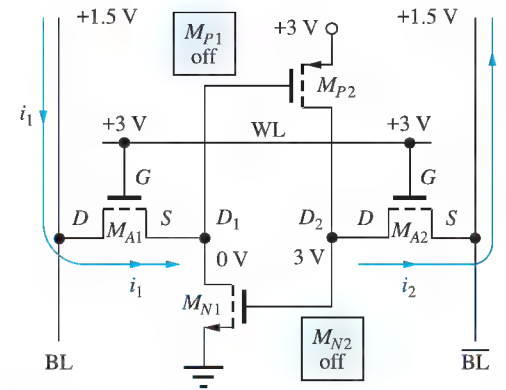 +1.5 V
M_P1
off
+3 V
+1.5 V
M_P2
i_1
+3 V
WL
+3 V
G
G
D
M_A1
S
D_1
D_2
D
M_A2
S
0 V
3 V
i_1
i_2
M_N1
M_N2
off
BL
B̅L̅